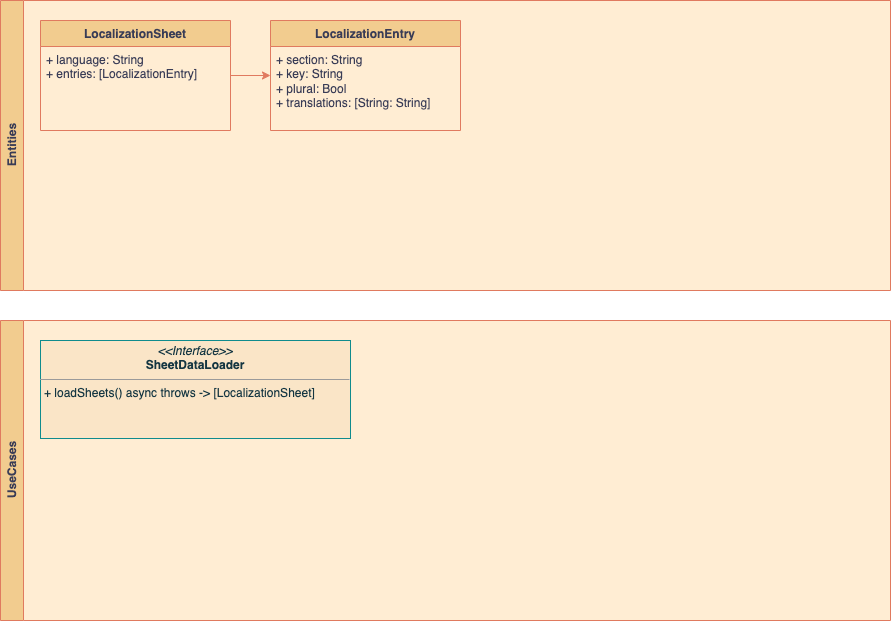 Entities
LocalizationSheet
+ language: String
+ entries: [LocalizationEntry]
LocalizationEntry
+ section: String
+ key: String
+ plural: Bool
+ translations: [String: String]
UseCases
<<Interface>>
SheetDataLoader
+ loadSheets() async throws -> [LocalizationSheet]